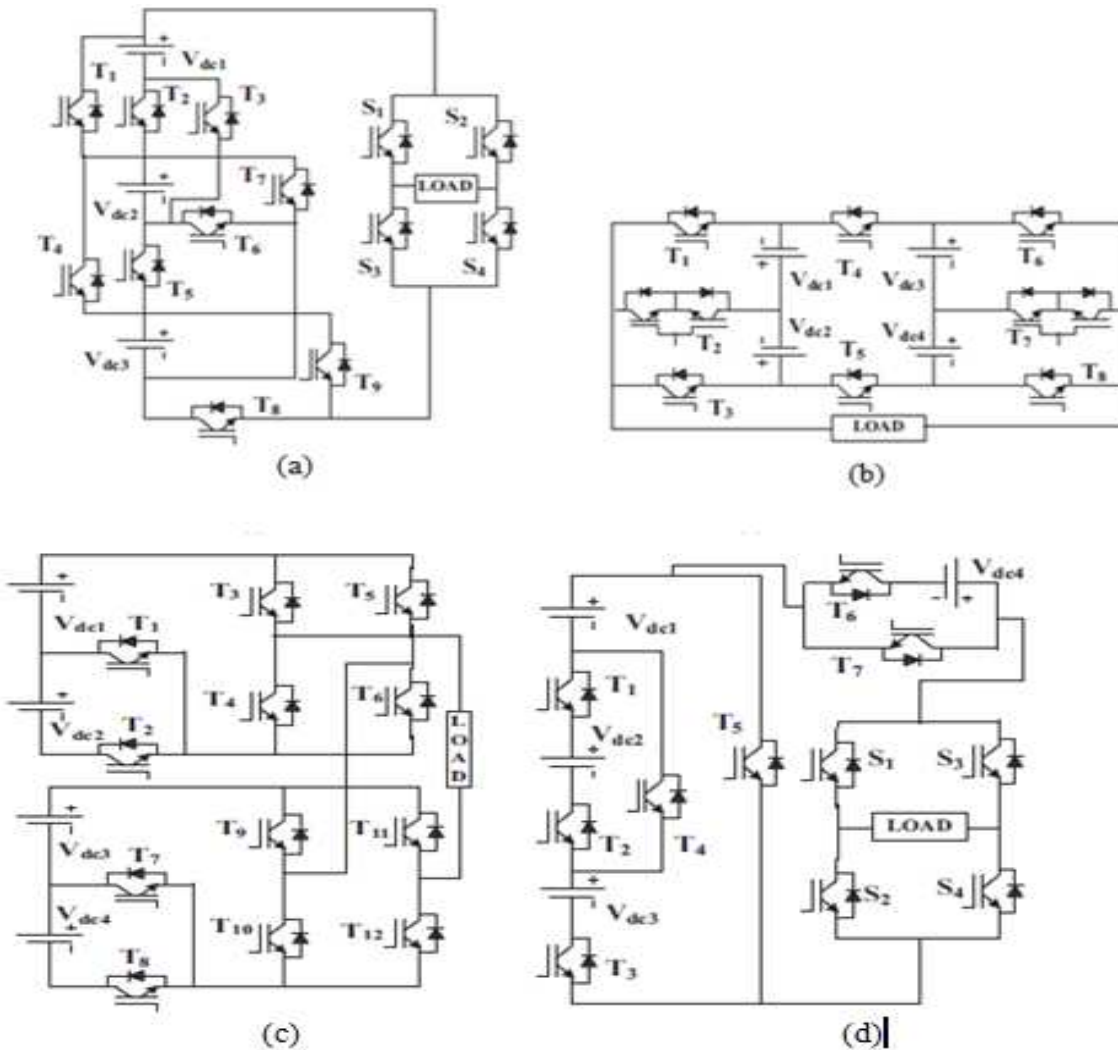 Vdc1
T1
T2
T3
S1
S2
T7
LOAD
Vdc2
T6
T4
T5
S3
S4
Vdc3
T9
T8
(a)
T1
T4
T6
Vdc1
Vdc3
T2
Vdc2
T5
Vdc4
T7
T3
T8
LOAD
(b)
T3
T5
Vdc1
T1
T4
T6
Vdc2
T2
LOAD
T9
T11
Vdc3
T7
Vdc4
T10
T12
T8
(c)
Vdc4
T6
Vdc1
T7
T1
T5
Vdc2
S1
S3
T2
T4
LOAD
Vdc3
S2
S4
T3
(d)